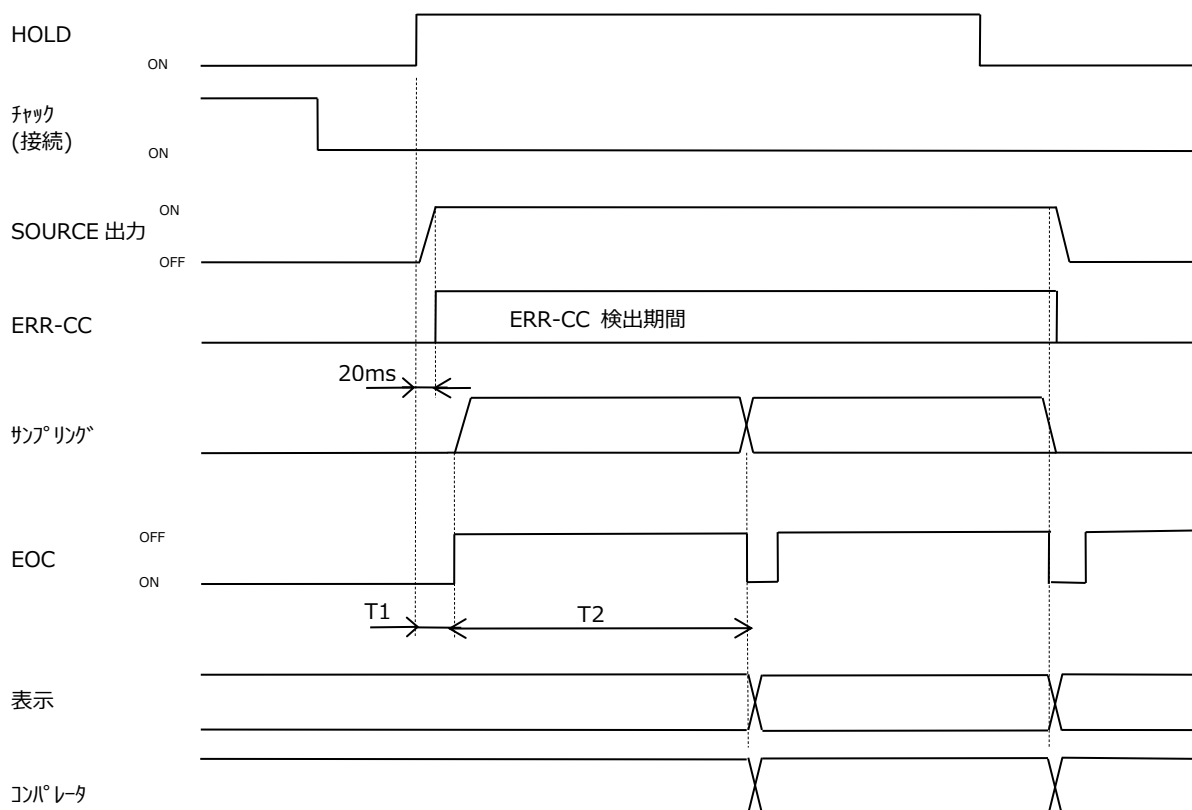 HOLD
ON
ﾁｬｯｸ
(接続)
ON
ON
SOURCE 出力
OFF
ERR-CC
ERR-CC 検出期間
20ms
ｻﾝﾌﾟﾘﾝｸﾞ
OFF
EOC
ON
T1
T2
表示
ｺﾝﾊﾟﾚｰﾀ